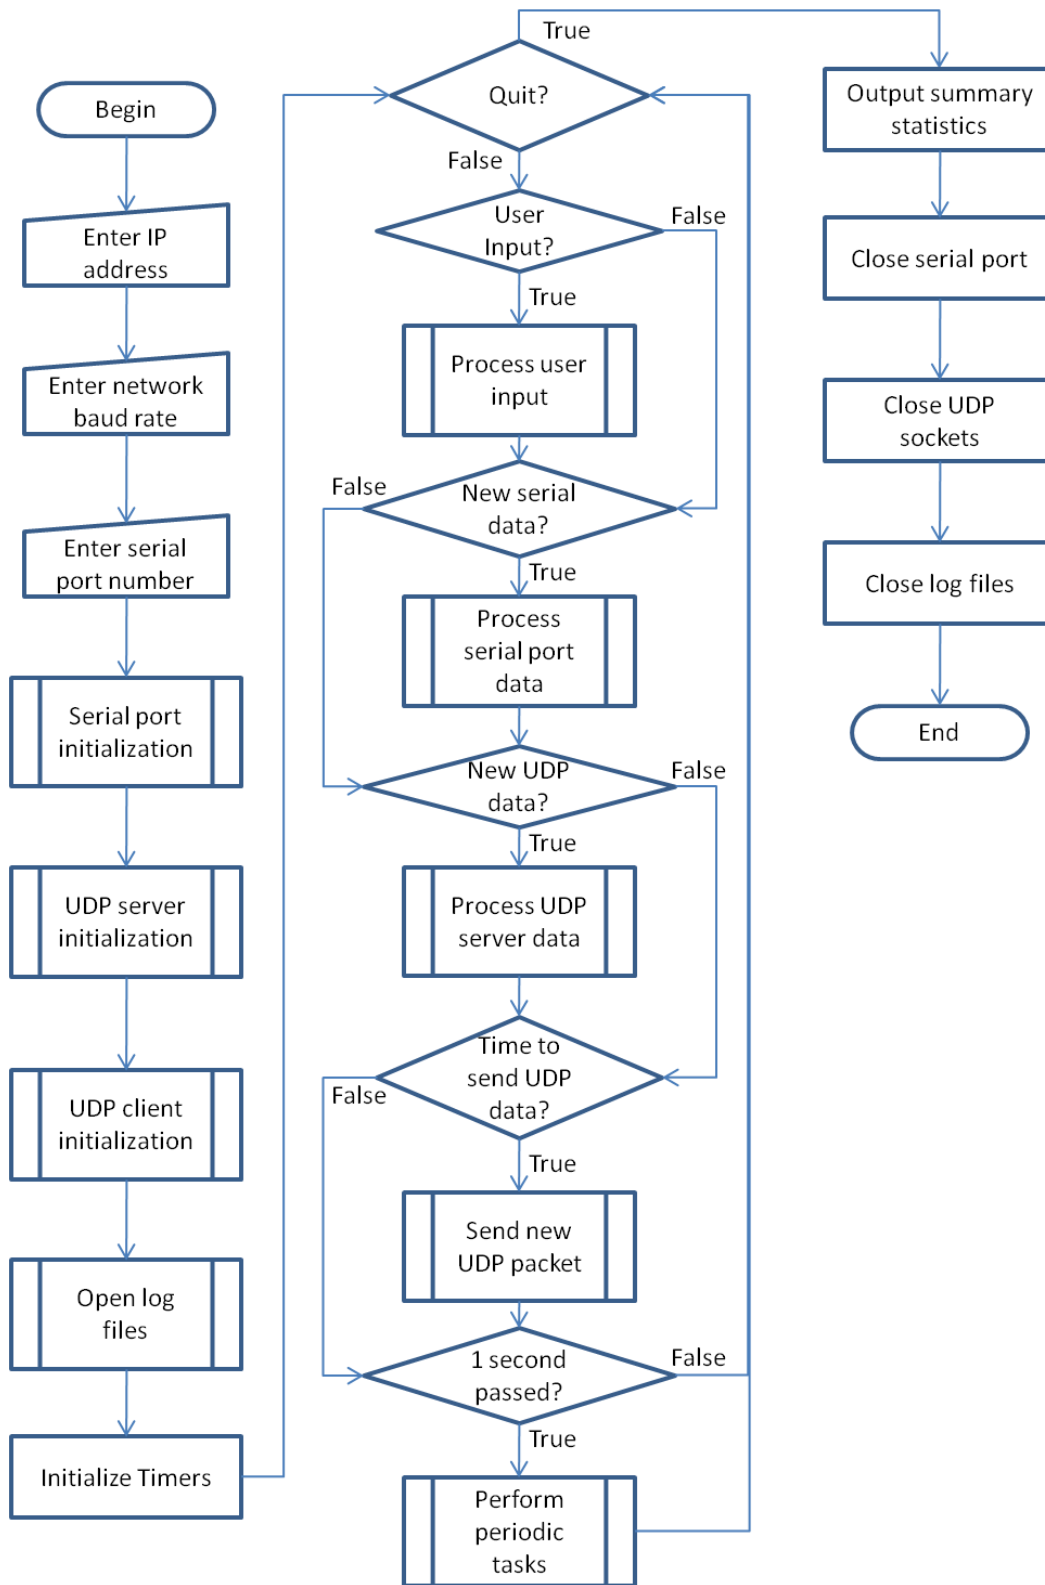 Begin
Enter IP
address
Enter network
baud rate
Enter serial
port number
Serial port
initialization
UDP server
initialization
UDP client
initialization
Open log
files
Initialize Timers
True
Quit?
False
User
Input?
False
True
Process user
input
False
New serial
data?
True
Process
serial port
data
New UDP
data?
False
True
Process UDP
server data
Time to
send UDP
data?
False
True
Send new
UDP packet
1 second
passed?
False
True
Perform
periodic
tasks
Output summary
statistics
Close serial port
Close UDP
sockets
Close log files
End